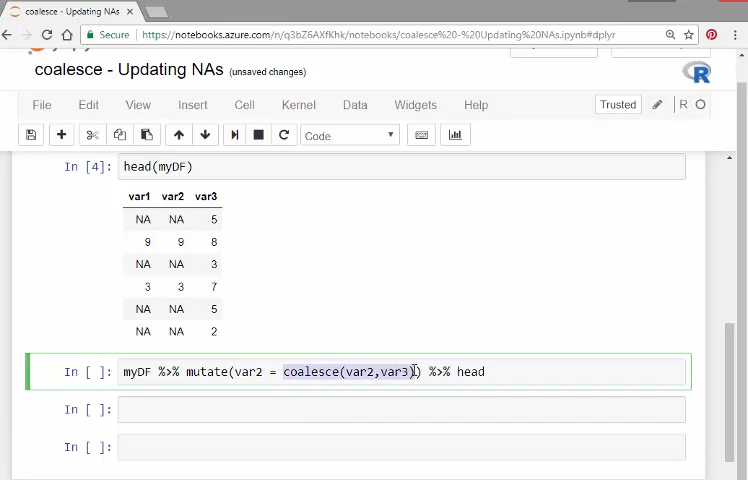 coalesce - Updating NAs
Secure https://notebooks.azure.com/n/q3bZ6AXfKhk/notebooks/coalesce%20-%20Updating%20NAs.ipynb#dplyr
coalesce - Updating NAs (unsaved changes)
R
File Edit View Insert Cell Kernel Data Widgets Help Trusted R
Code
In [4]: head(myDF)
var1 var2 var3
NA NA 5
9 9 8
NA NA 3
3 3 7
NA NA 5
NA NA 2
In [ ]: myDF %>% mutate(var2 = coalesce(var2,var3)) %>% head
In [ ]:
In [ ]: